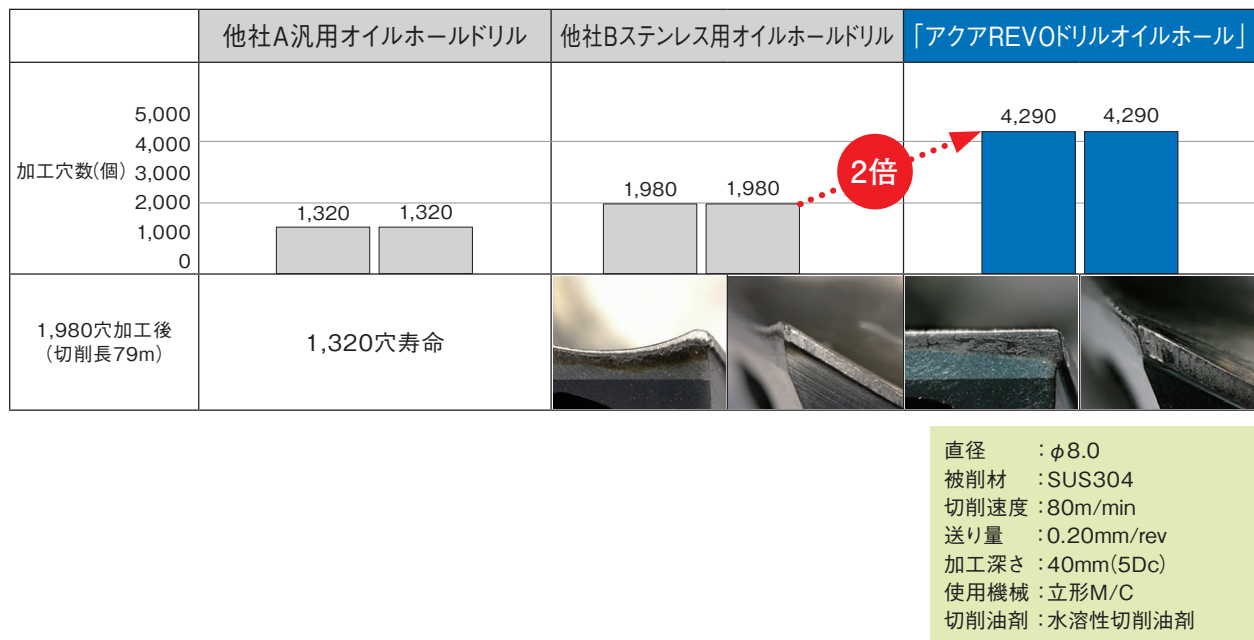 他社A汎用オイルホールドリル
他社Bステンレス用オイルホールドリル
「アクアREVOドリルオイルホール」
加工穴数(個)
5,000
4,000
3,000
2,000
1,000
0
1,320
1,320
1,980
1,980
2倍
4,290
4,290
1,980穴加工後
(切削長79m)
1,320穴寿命
直径　　：φ8.0
被削材　：SUS304
切削速度：80m/min
送り量　：0.20mm/rev
加工深さ：40mm(5Dc)
使用機械：立形M/C
切削油剤：水溶性切削油剤